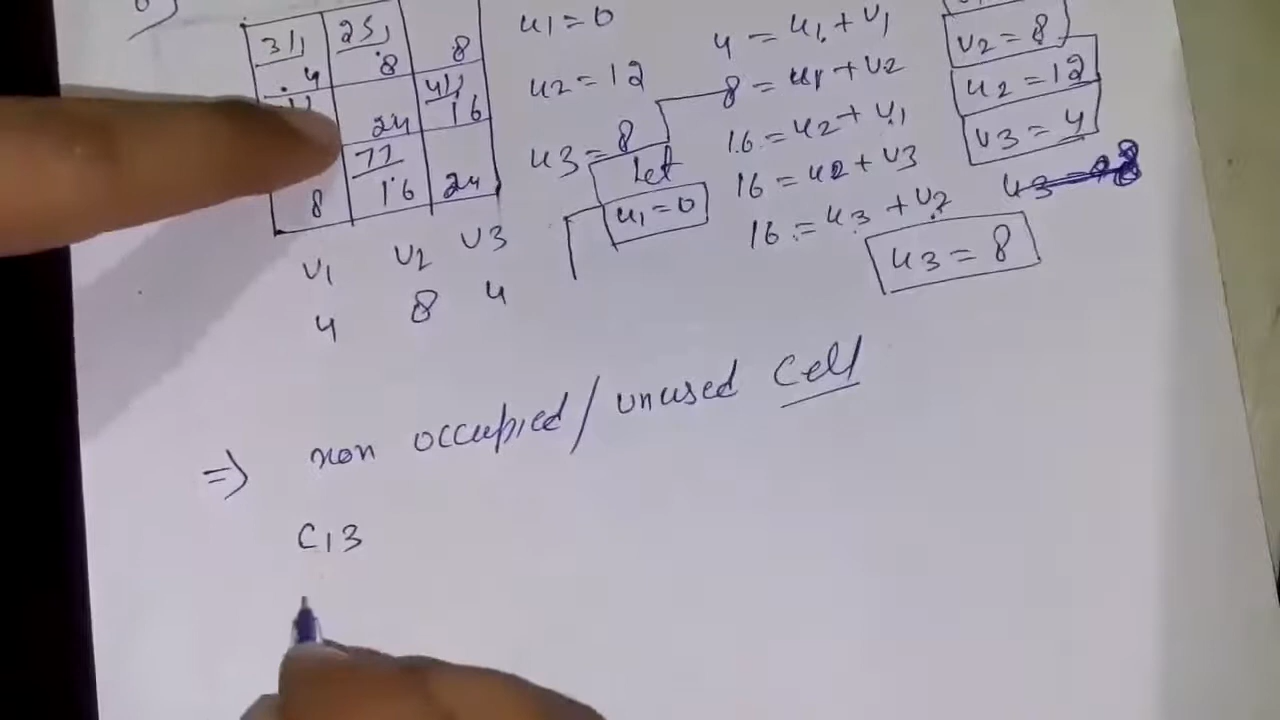 31 25
4 8 8
41
24 16
77
8 16 24
V1 V2 V3
4 8 4
u1 = 0
u2 = 12
u3 = 8
Let
u1 = 0
4 = u1 + V1
8 = u1 + V2
16 = u2 + V1
16 = u2 + V3
16 = u3 + V2
u3 = 8
V2 = 8
u2 = 12
V3 = 4
=> non occupied / unused Cell
C13